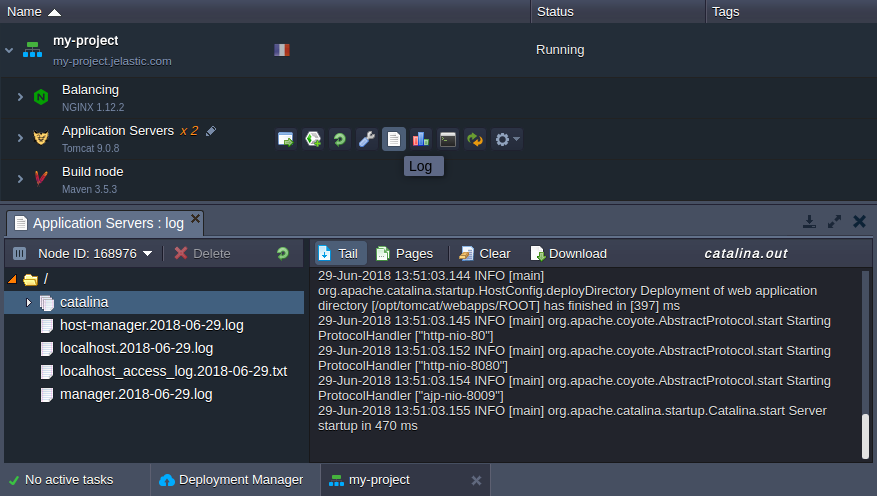 Name Status Tags
my-project
my-project.jelastic.com
Running
Balancing
NGINX 1.12.2
Application Servers x 2
Tomcat 9.0.8
Log
Build node
Maven 3.5.3
Application Servers : log
Node ID: 168976 Delete
/
catalina
host-manager.2018-06-29.log
localhost.2018-06-29.log
localhost_access_log.2018-06-29.txt
manager.2018-06-29.log
Tail Pages Clear Download catalina.out
29-Jun-2018 13:51:03.144 INFO [main]
org.apache.catalina.startup.HostConfig.deployDirectory Deployment of web application
directory [/opt/tomcat/webapps/ROOT] has finished in [397] ms
29-Jun-2018 13:51:03.145 INFO [main] org.apache.coyote.AbstractProtocol.start Starting
ProtocolHandler ["http-nio-80"]
29-Jun-2018 13:51:03.152 INFO [main] org.apache.coyote.AbstractProtocol.start Starting
ProtocolHandler ["http-nio-8080"]
29-Jun-2018 13:51:03.154 INFO [main] org.apache.coyote.AbstractProtocol.start Starting
ProtocolHandler ["ajp-nio-8009"]
29-Jun-2018 13:51:03.155 INFO [main] org.apache.catalina.startup.Catalina.start Server
startup in 470 ms
No active tasks Deployment Manager my-project